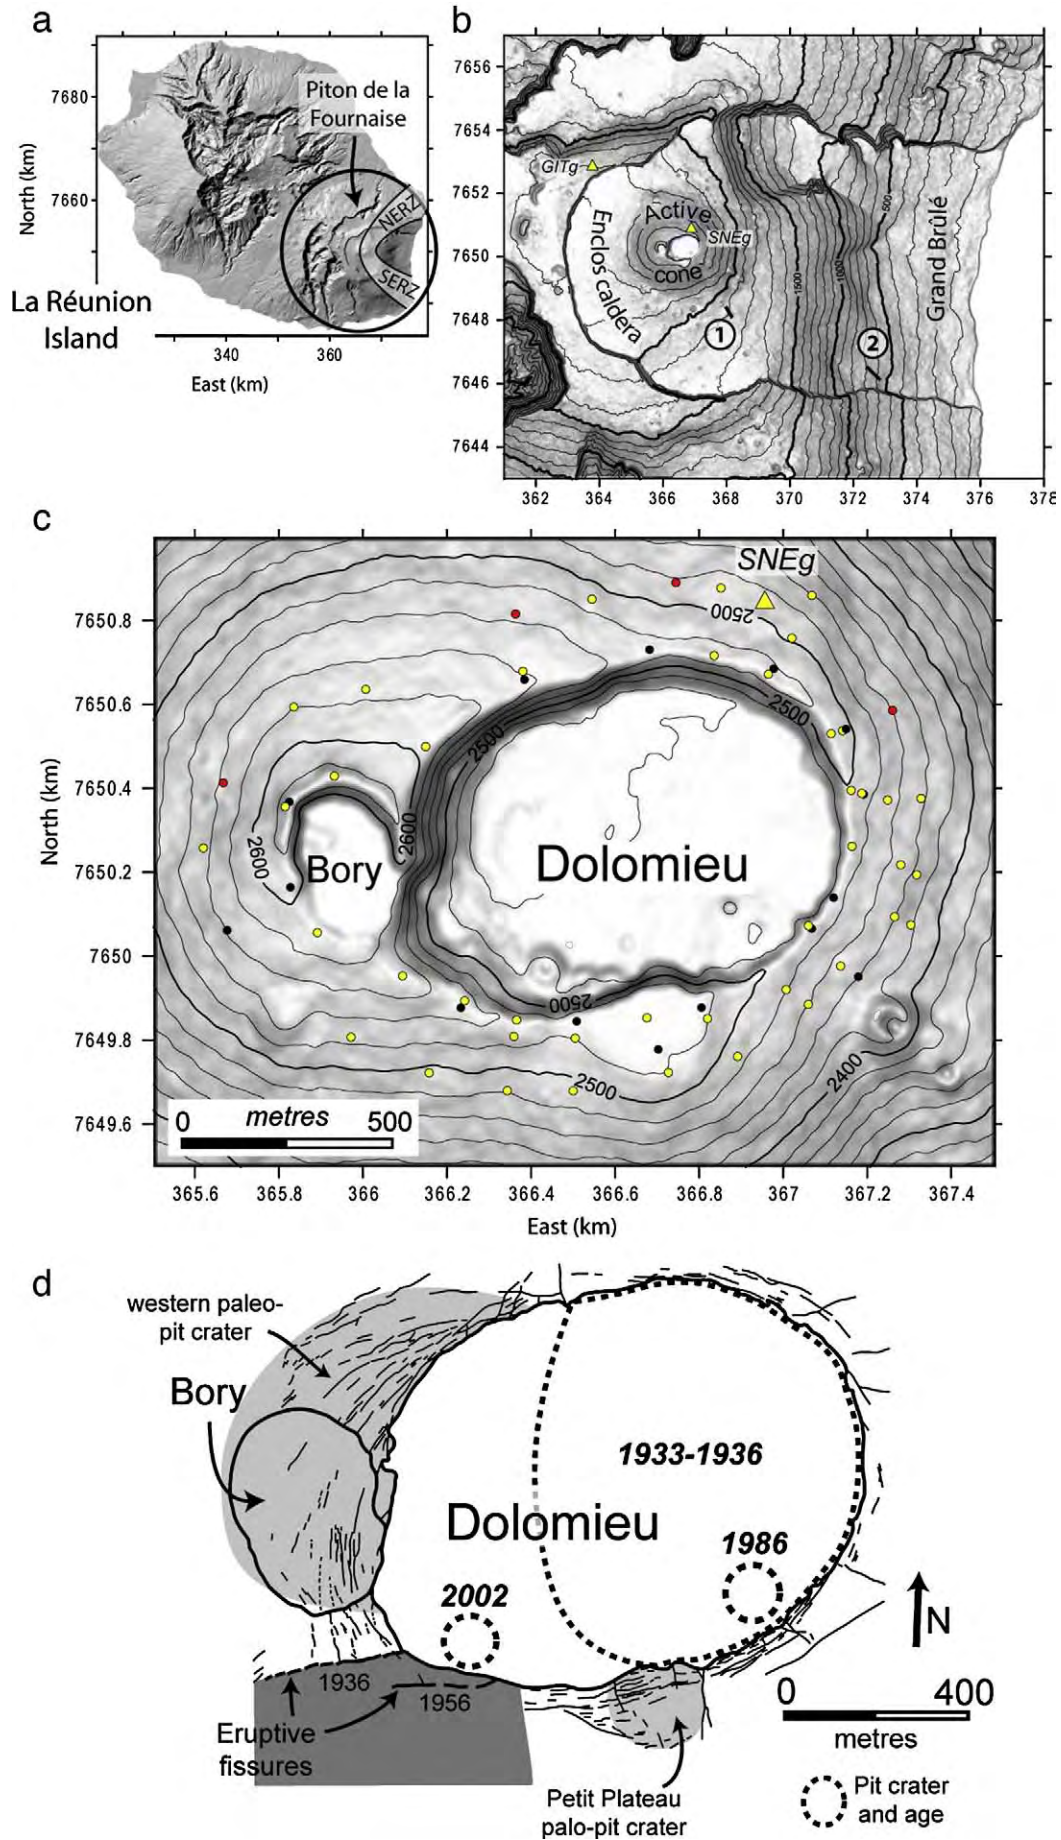 a
7680
7660
North (km)
Piton de la
Fournaise
NERZ
SERZ
La Réunion
Island
340
360
East (km)
b
7656
7654
7652
7650
7648
7646
7644
GITg
Active
SNEg
cone
Enclos caldera
Grand Brûlé
500
1000
1500
1
2
362
364
366
368
370
372
374
376
378
c
SNEg
7650.8
7650.6
7650.4
7650.2
7650
7649.8
7649.6
North (km)
2500
2500
2500
2600
2600
Bory
Dolomieu
2500
2500
2400
0
metres
500
365.6
365.8
366
366.2
366.4
366.6
366.8
367
367.2
367.4
East (km)
d
western paleo-
pit crater
Bory
1933-1936
Dolomieu
1986
2002
N
1936
1956
Eruptive
fissures
0
400
metres
Petit Plateau
palo-pit crater
Pit crater
and age